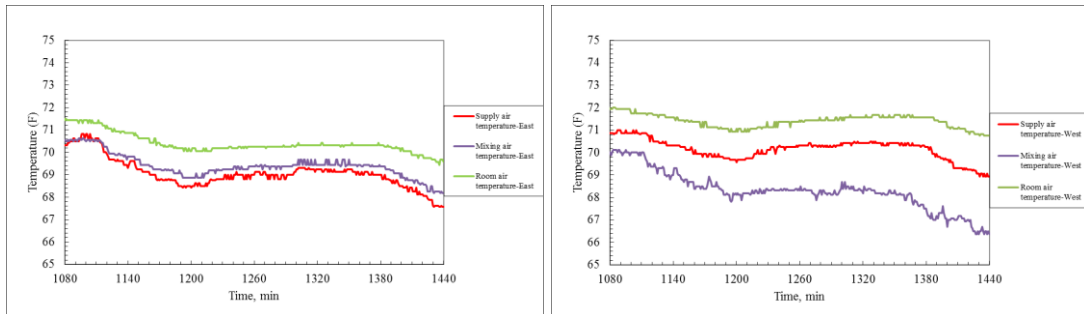 75
74
73
72
71
70
69
68
67
66
65
Temperature (F)
1080 1140 1200 1260 1320 1380 1440
Time, min
Supply air
temperature-East
Mixing air
temperature-East
Room air
temperature-East
75
74
73
72
71
70
69
68
67
66
65
Temperature (F)
1080 1140 1200 1260 1320 1380 1440
Time, min
Supply air
temperature-West
Mixing air
temperature-West
Room air
temperature-West